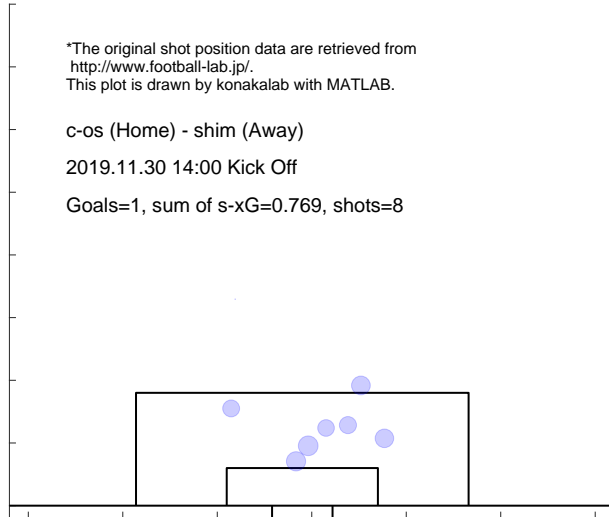 *The original shot position data are retrieved from
http://www.football-lab.jp/.
This plot is drawn by konakalab with MATLAB.
c-os (Home) - shim (Away)
2019.11.30 14:00 Kick Off
Goals=1, sum of s-xG=0.769, shots=8